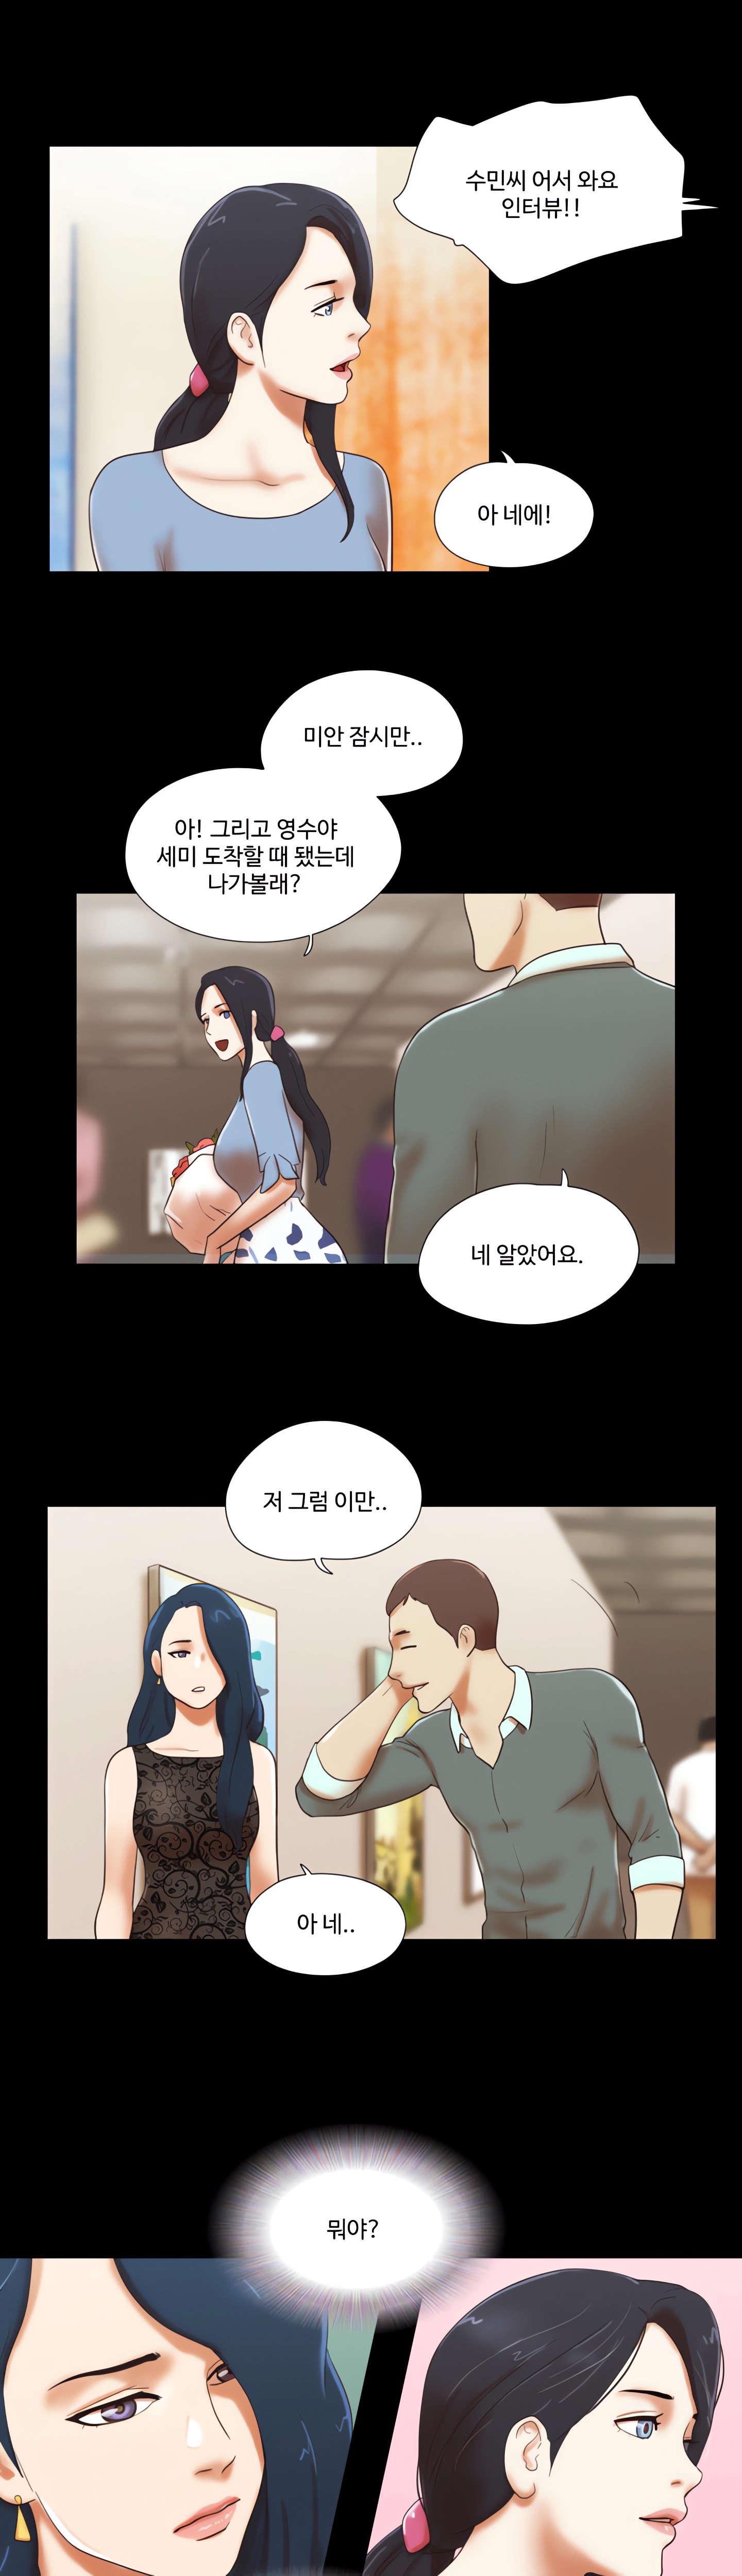 수민씨 어서 와요
인터뷰!!
아 네에!
미안 잠시만..
아! 그리고 영수야
세미 도착할 때 됐는데
나가볼래?
네 알았어요.
저 그럼 이만..
아 네..
뭐야?